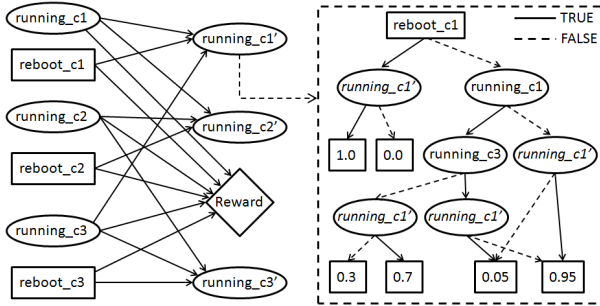 running_c1
reboot_c1
running_c2
reboot_c2
running_c3
reboot_c3
running_c1’
running_c2’
Reward
running_c3’
reboot_c1
TRUE
FALSE
running_c1’
running_c1
1.0
0.0
running_c3
running_c1’
running_c1’
running_c1’
0.3
0.7
0.05
0.95